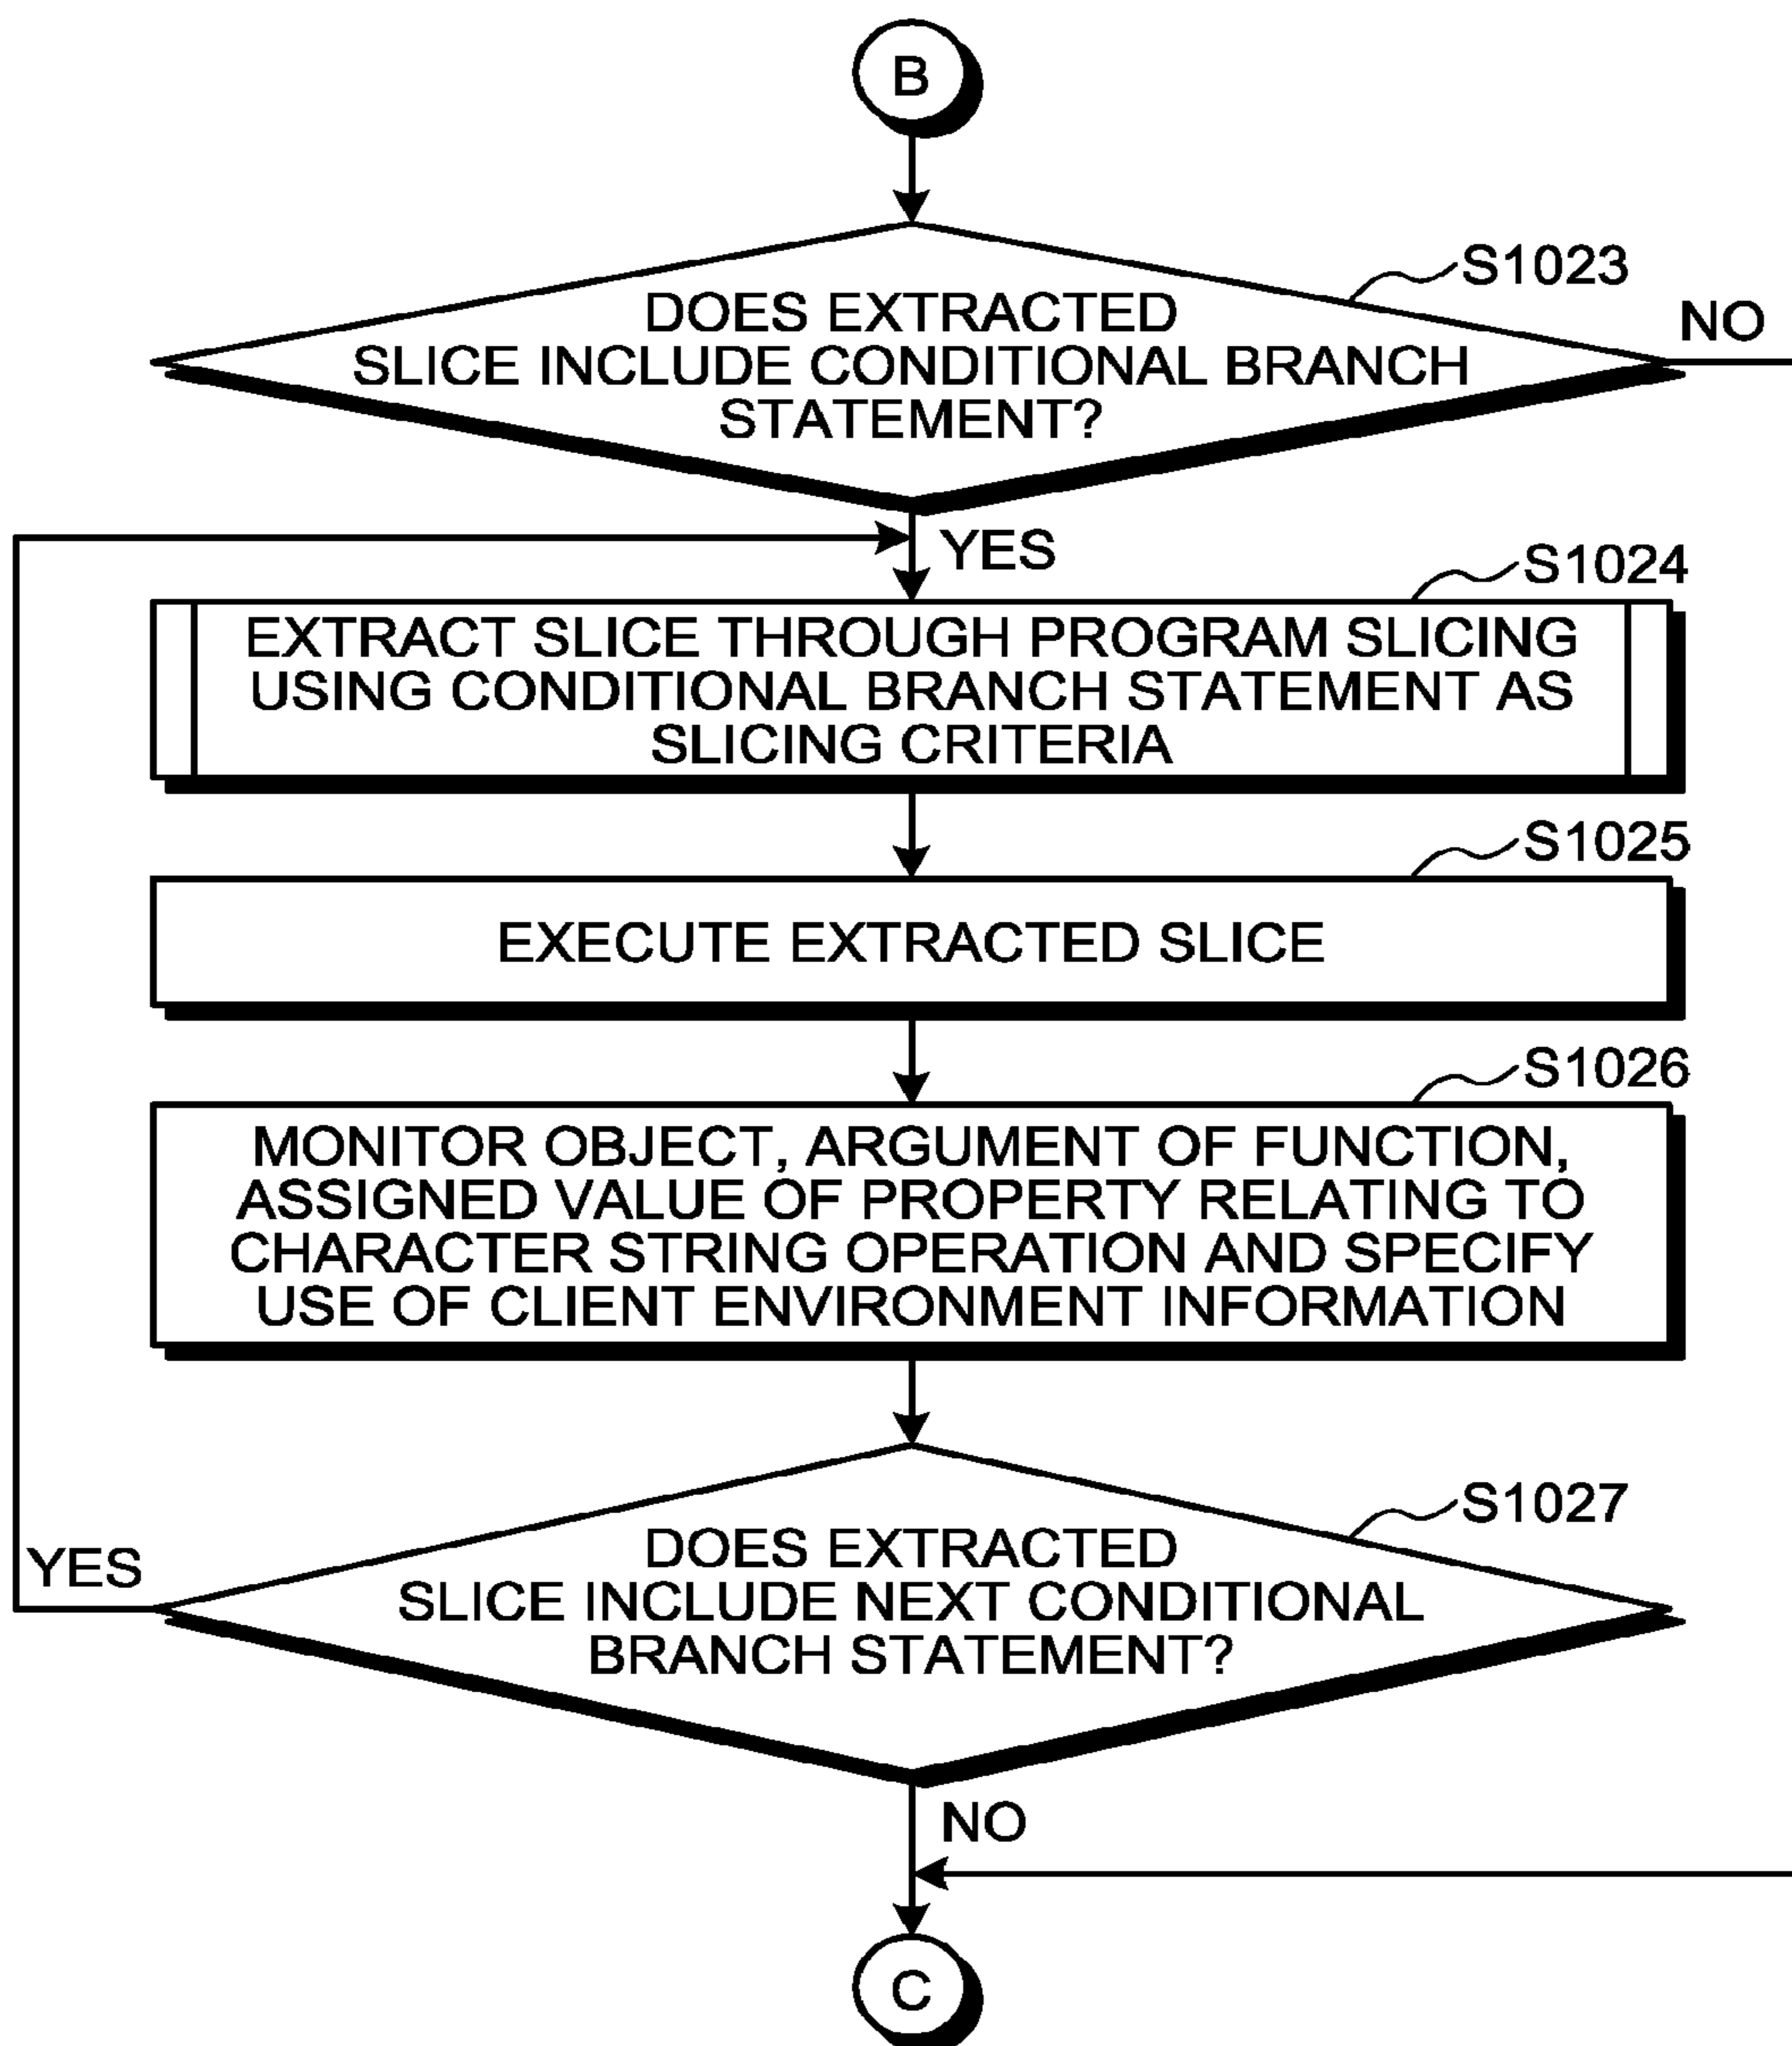 B
S1023
DOES EXTRACTED
SLICE INCLUDE CONDITIONAL BRANCH
STATEMENT?
NO
YES
S1024
EXTRACT SLICE THROUGH PROGRAM SLICING
USING CONDITIONAL BRANCH STATEMENT AS
SLICING CRITERIA
S1025
EXECUTE EXTRACTED SLICE
S1026
MONITOR OBJECT, ARGUMENT OF FUNCTION,
ASSIGNED VALUE OF PROPERTY RELATING TO
CHARACTER STRING OPERATION AND SPECIFY
USE OF CLIENT ENVIRONMENT INFORMATION
S1027
DOES EXTRACTED
SLICE INCLUDE NEXT CONDITIONAL
BRANCH STATEMENT?
YES
NO
C